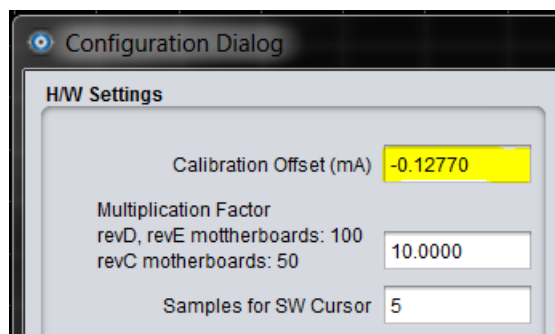 Configuration Dialog
H/W Settings
Calibration Offset (mA) -0.12770
Multiplication Factor
revD, revE mottherboards: 100
revC motherboards: 50 10.0000
Samples for SW Cursor 5